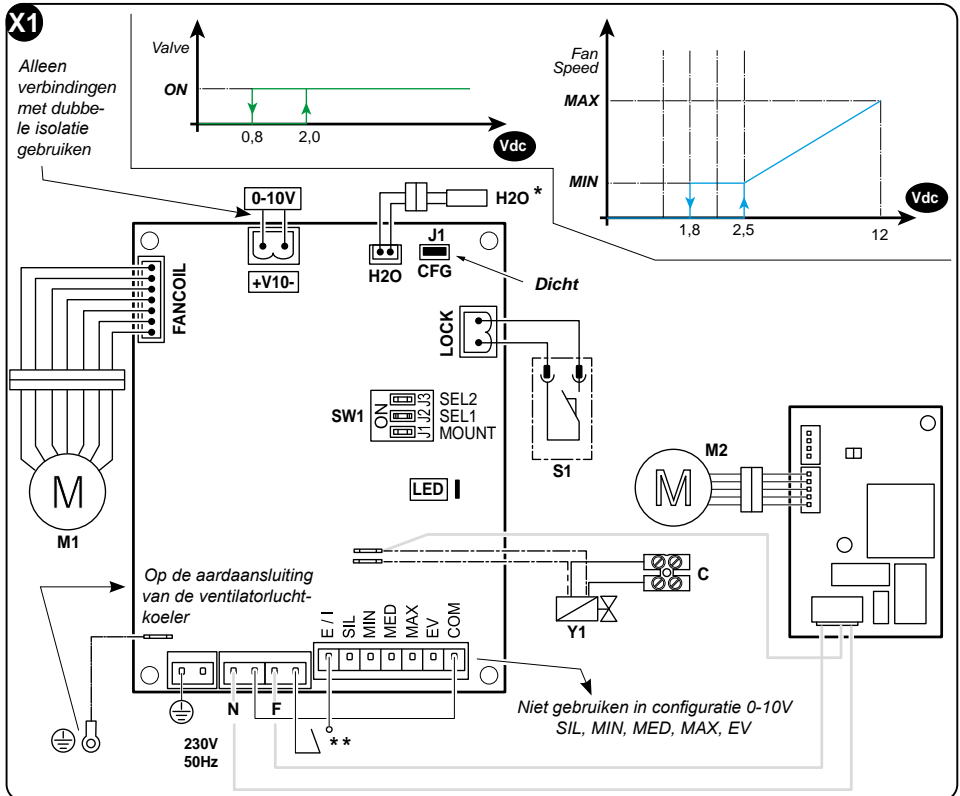 X1
Alleen
verbindingen
met dubbe-
le isolatie
gebruiken
Valve
ON
0,8
2,0
Vdc
Fan
Speed
MAX
MIN
1,8
2,5
12
Vdc
0-10V
+V10-
H2O *
H2O
J1
CFG
Dicht
FANCOIL
LOCK
SW1
ON
J3 SEL2
J2 SEL1
J1 MOUNT
S1
LED
M
M1
M
M2
C
Y1
Op de aardaansluiting
van de ventilatorlucht-
koeler
E / I
SIL
MIN
MED
MAX
EV
COM
N
F
230V
50Hz
* *
Niet gebruiken in configuratie 0-10V
SIL, MIN, MED, MAX, EV